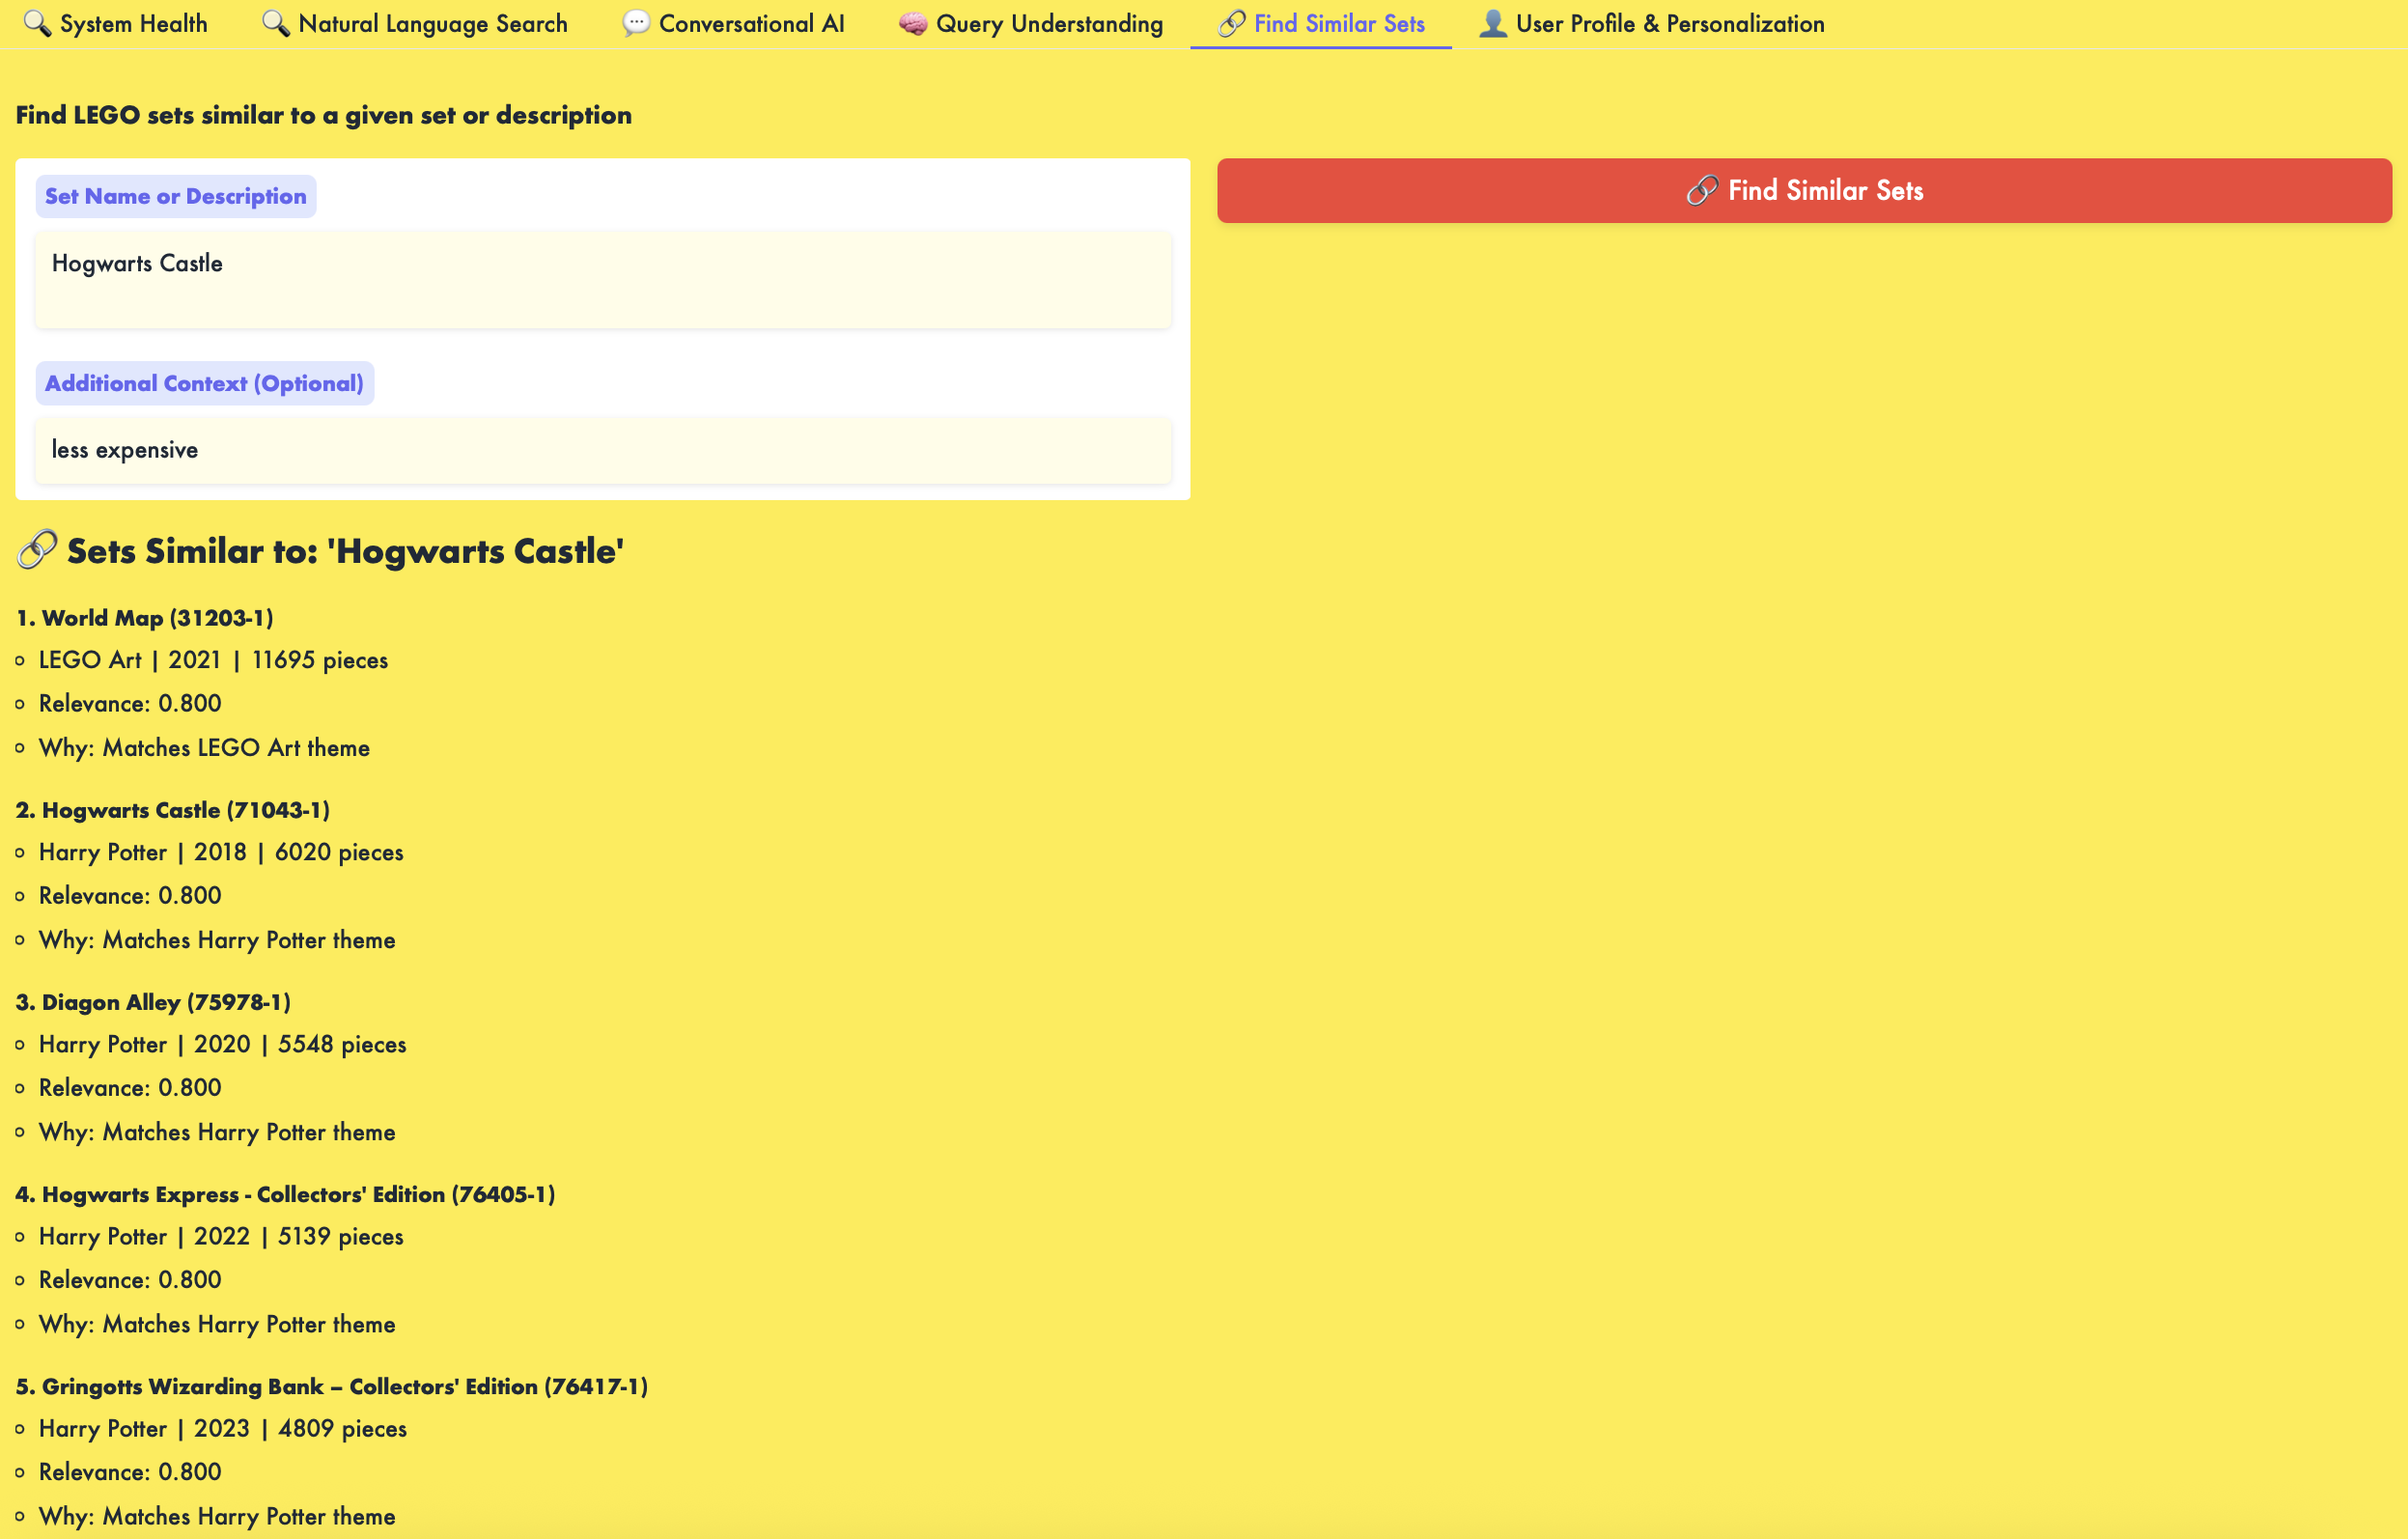 🔍 System Health 🔍 Natural Language Search 💬 Conversational AI 🧠 Query Understanding 🔗 Find Similar Sets 👤 User Profile & Personalization
Find LEGO sets similar to a given set or description
Set Name or Description
🔗 Find Similar Sets
Hogwarts Castle
Additional Context (Optional)
less expensive
🔗 Sets Similar to: 'Hogwarts Castle'
1. World Map (31203-1)
LEGO Art | 2021 | 11695 pieces
Relevance: 0.800
Why: Matches LEGO Art theme
2. Hogwarts Castle (71043-1)
Harry Potter | 2018 | 6020 pieces
Relevance: 0.800
Why: Matches Harry Potter theme
3. Diagon Alley (75978-1)
Harry Potter | 2020 | 5548 pieces
Relevance: 0.800
Why: Matches Harry Potter theme
4. Hogwarts Express - Collectors' Edition (76405-1)
Harry Potter | 2022 | 5139 pieces
Relevance: 0.800
Why: Matches Harry Potter theme
5. Gringotts Wizarding Bank – Collectors' Edition (76417-1)
Harry Potter | 2023 | 4809 pieces
Relevance: 0.800
Why: Matches Harry Potter theme